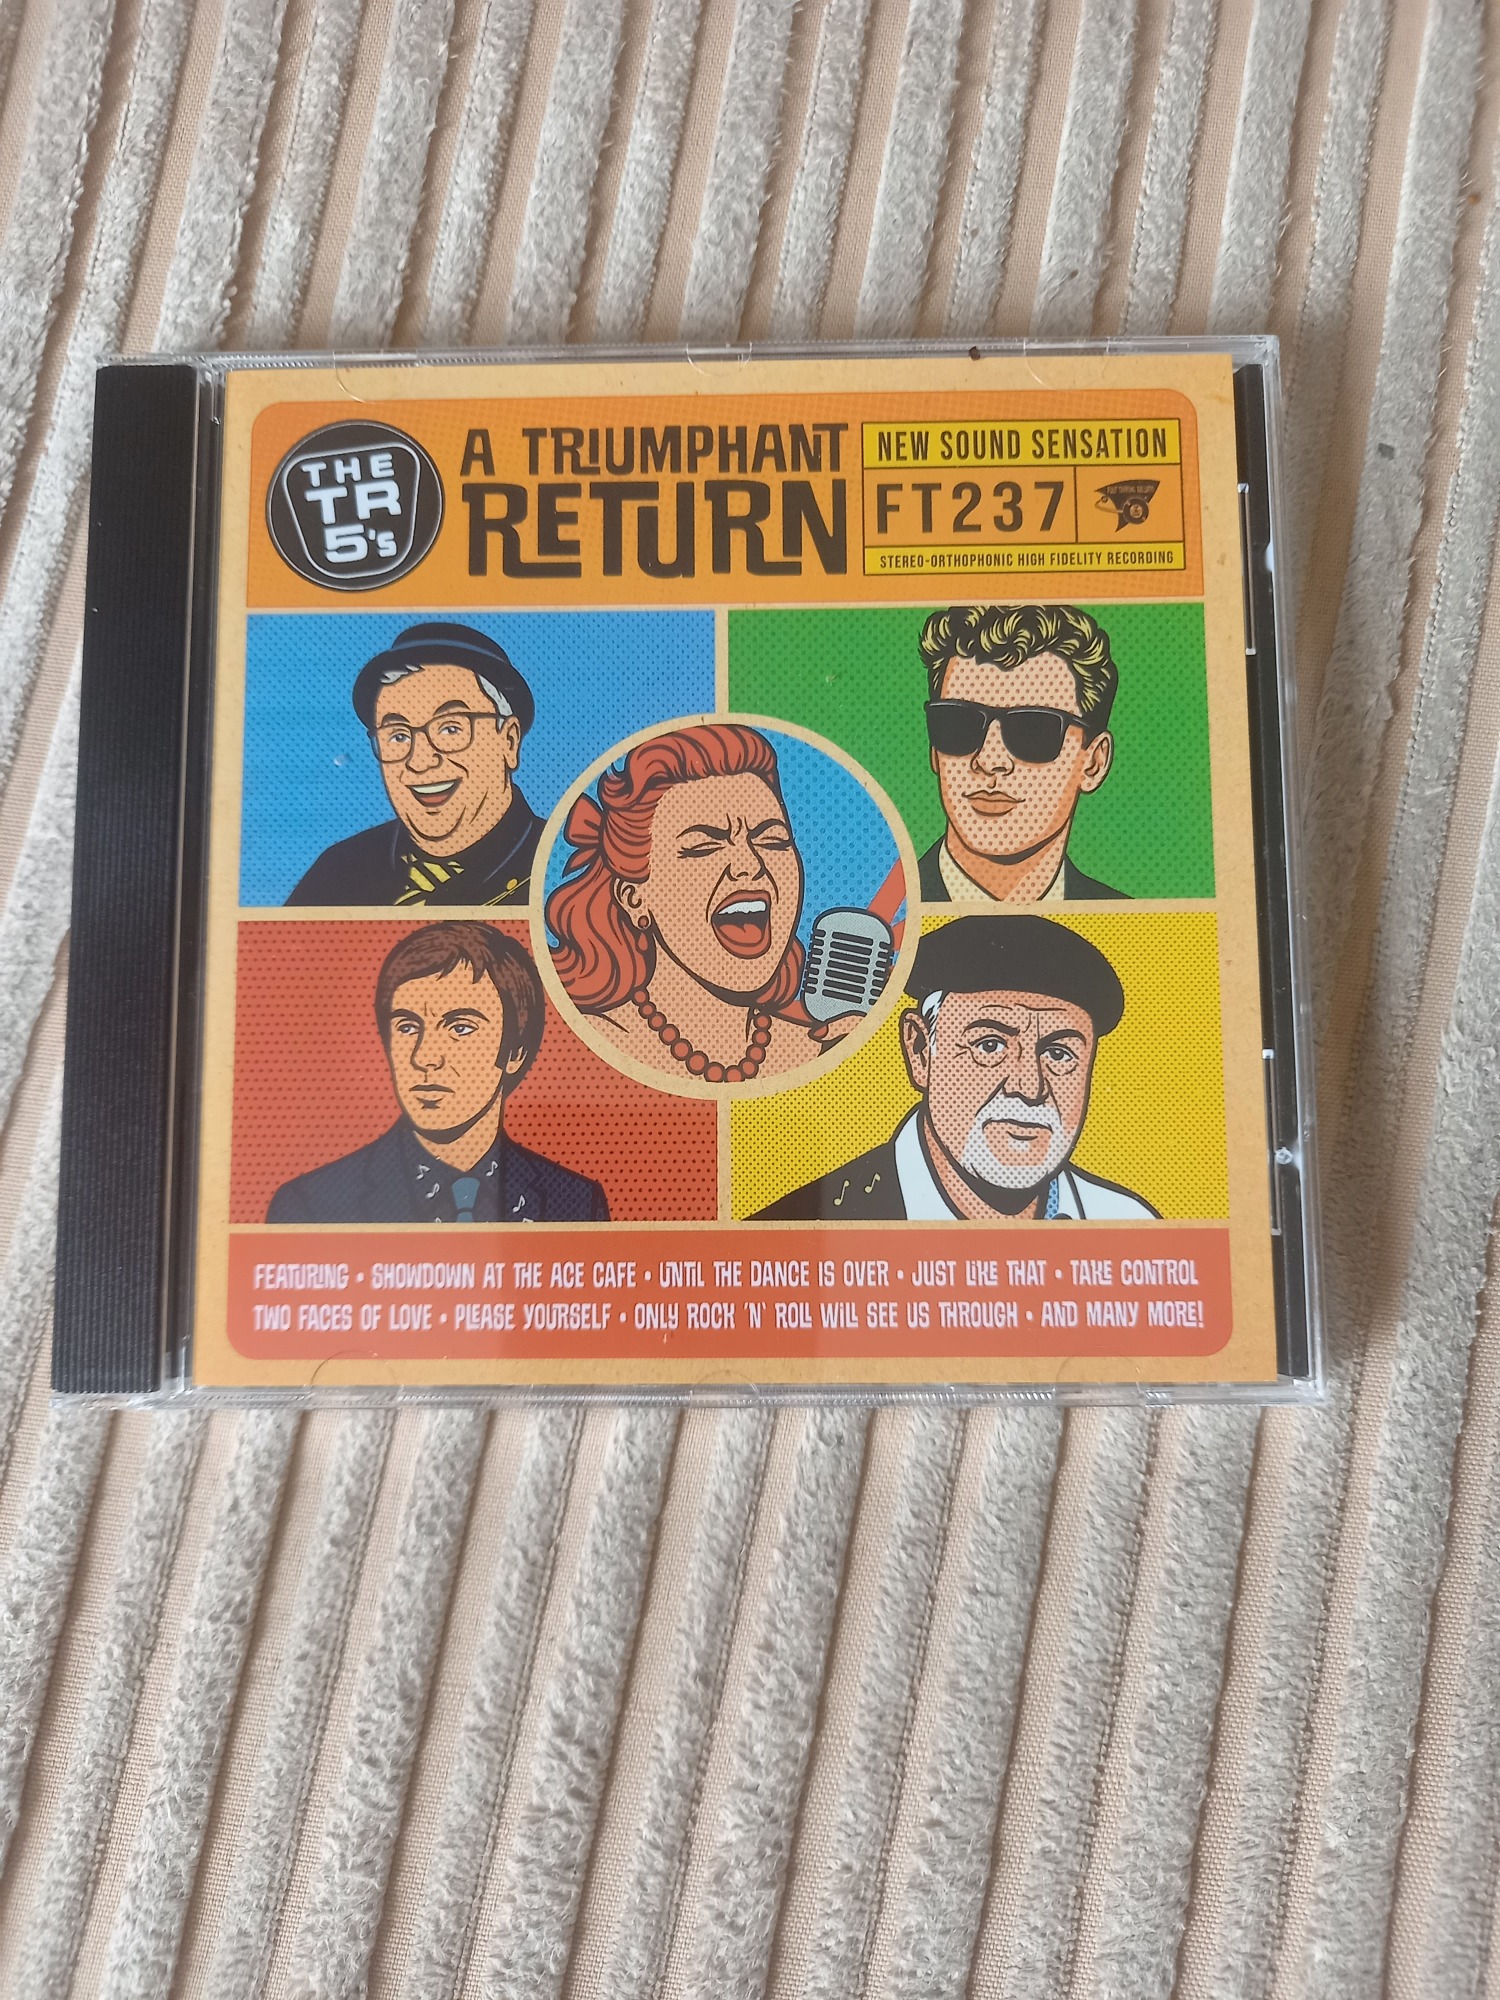 THE
TR
5's
A TRIUMPHANT
RETURN
NEW SOUND SENSATION
FT237
STEREO-ORTHOPHONIC HIGH FIDELITY RECORDING
FEATURING • SHOWDOWN AT THE ACE CAFE • UNTIL THE DANCE IS OVER • JUST LIKE THAT • TAKE CONTROL
TWO FACES OF LOVE • PLEASE YOURSELF • ONLY ROCK 'N' ROLL WILL SEE US THROUGH • AND MANY MORE!